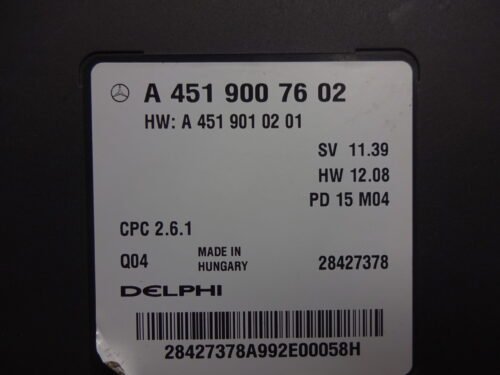 A 451 900 76 02
HW: A 451 901 02 01
SV 11.39
HW 12.08
PD 15 M04
CPC 2.6.1
Q04 MADE IN HUNGARY 28427378
DELPHI
28427378A992E00058H